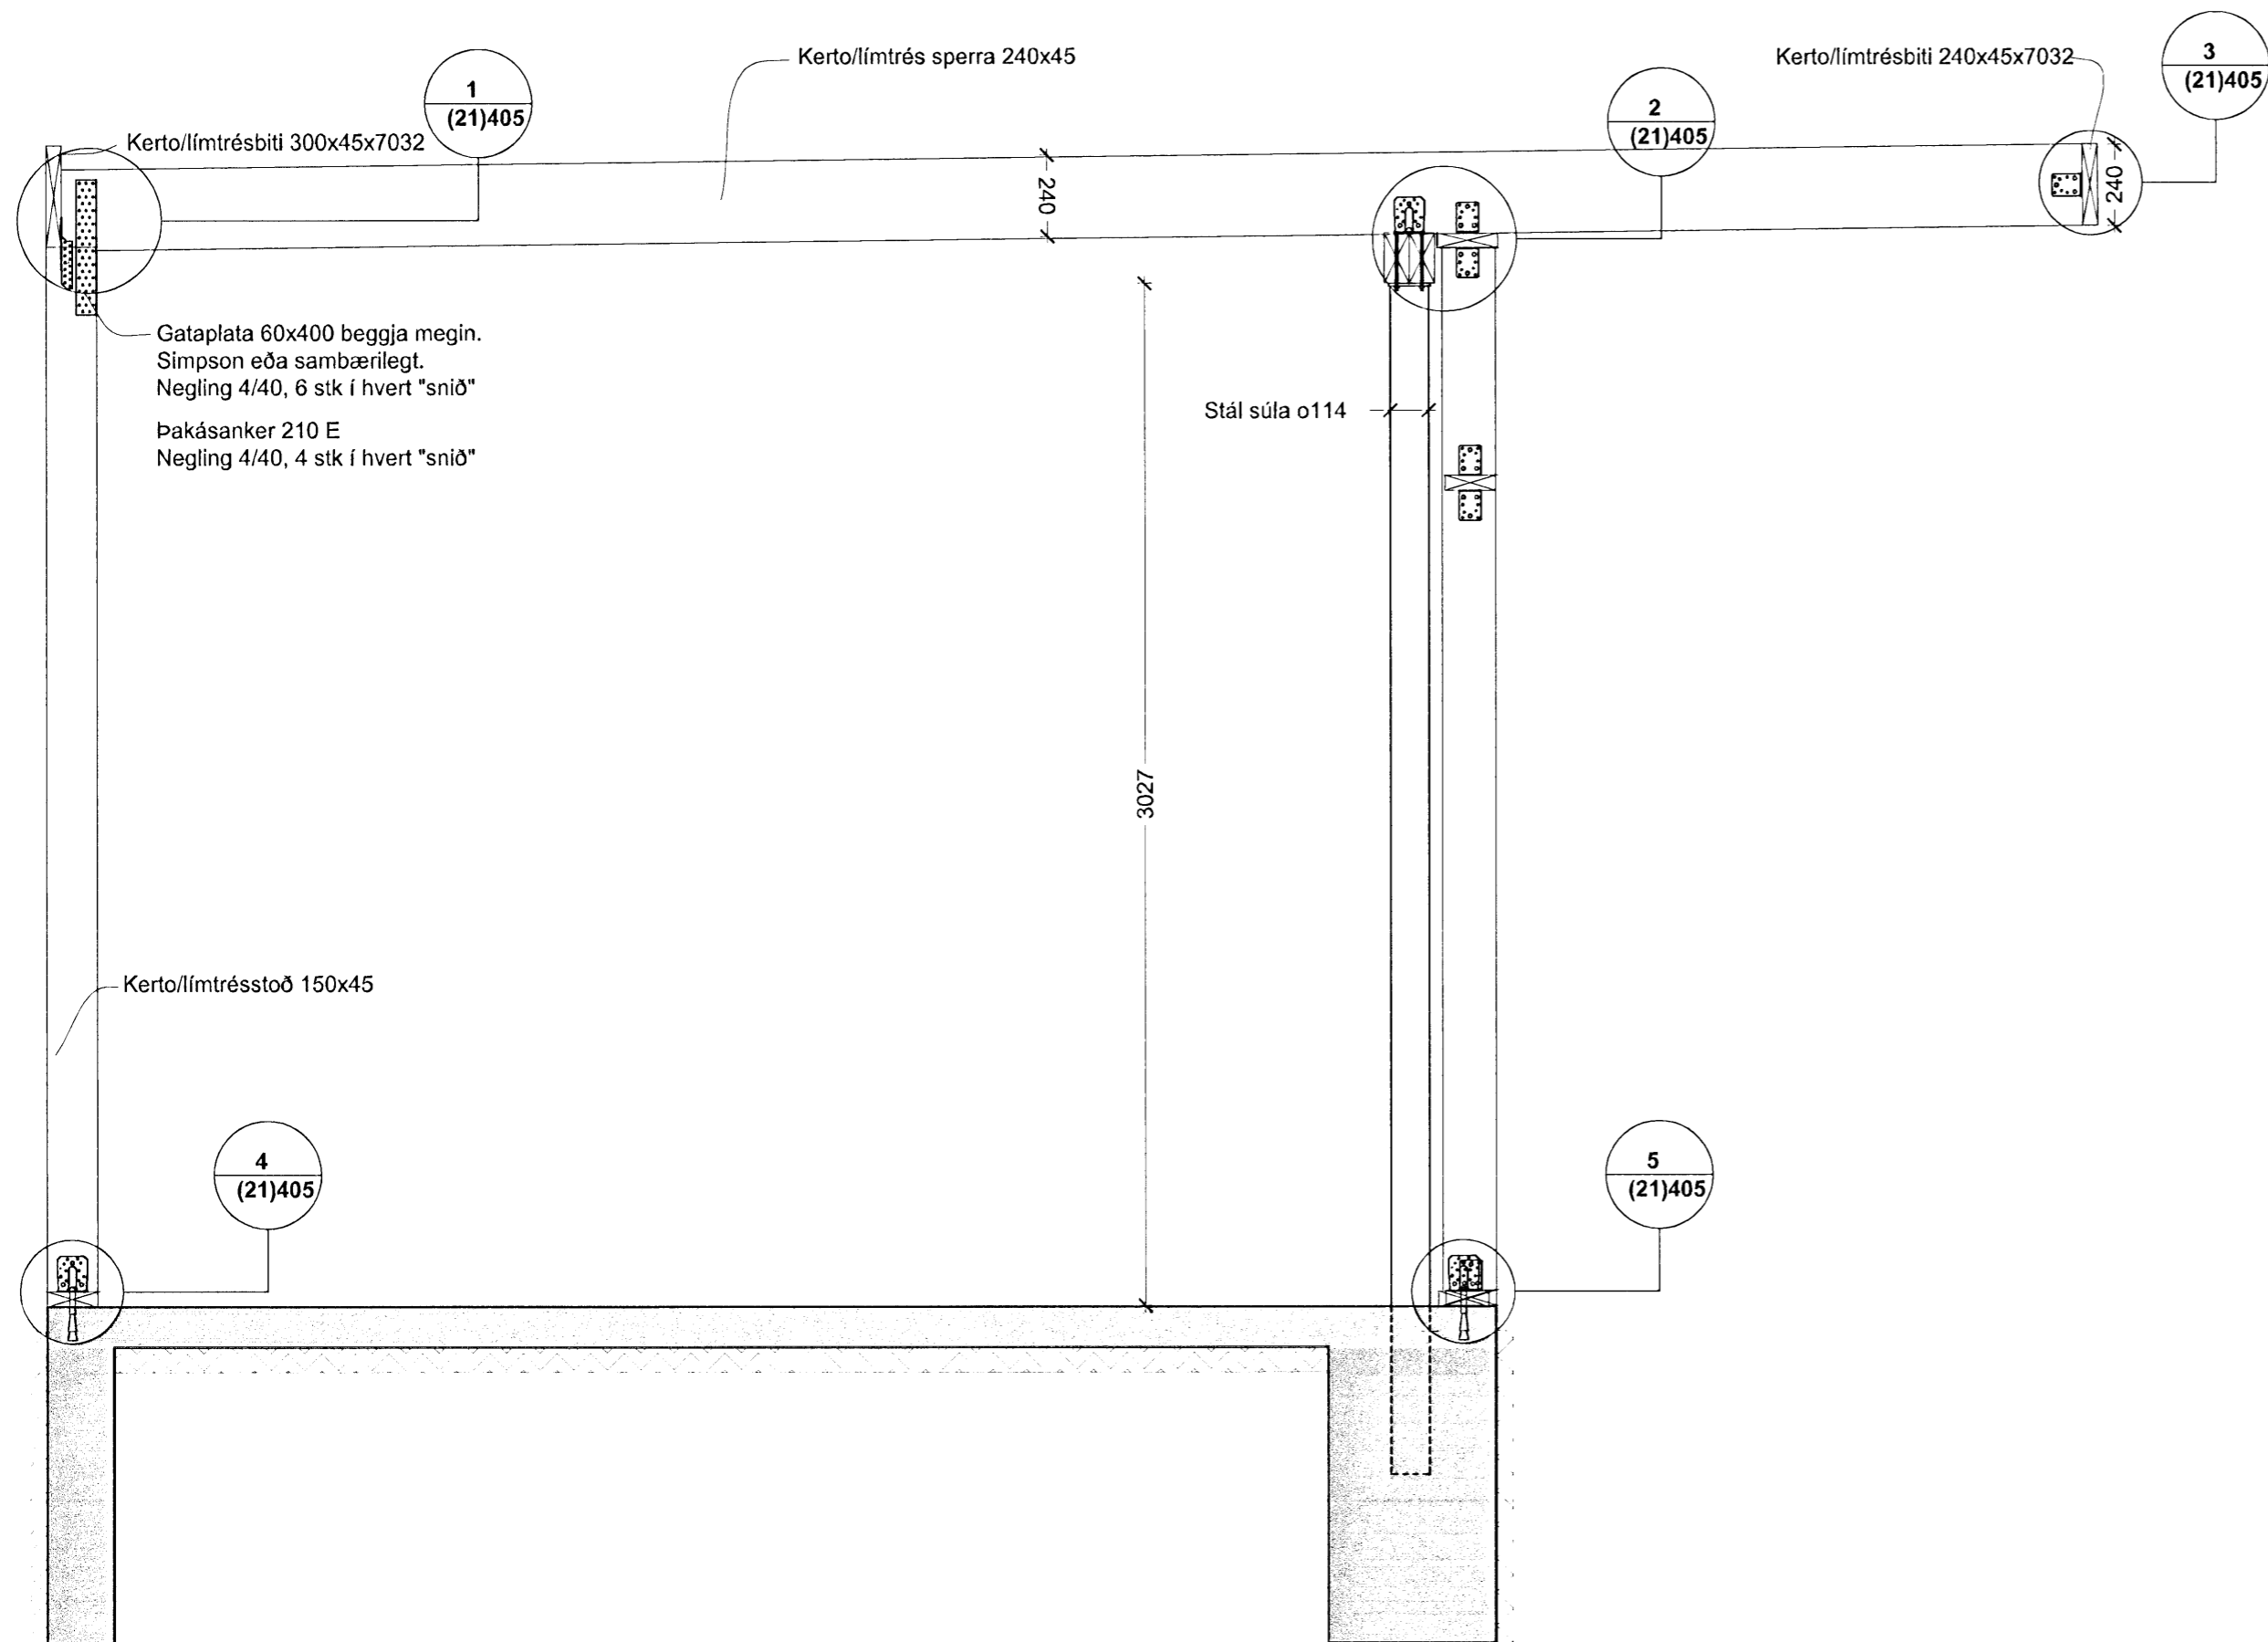 Kerto/límtrés sperra 240x45
Kerto/límtrésbiti 240x45x7032
3
(21)405
1
(21)405
2
(21)405
Kerto/límtrésbiti 300x45x7032
240
240
Gataplata 60x400 beggja megin.
Simpson eða sambærilegt.
Negling 4/40, 6 stk í hvert "snið"
Þakásanker 210 E
Negling 4/40, 4 stk í hvert "snið"
Stál súla o114
3027
Kerto/límtrésstoð 150x45
4
(21)405
5
(21)405